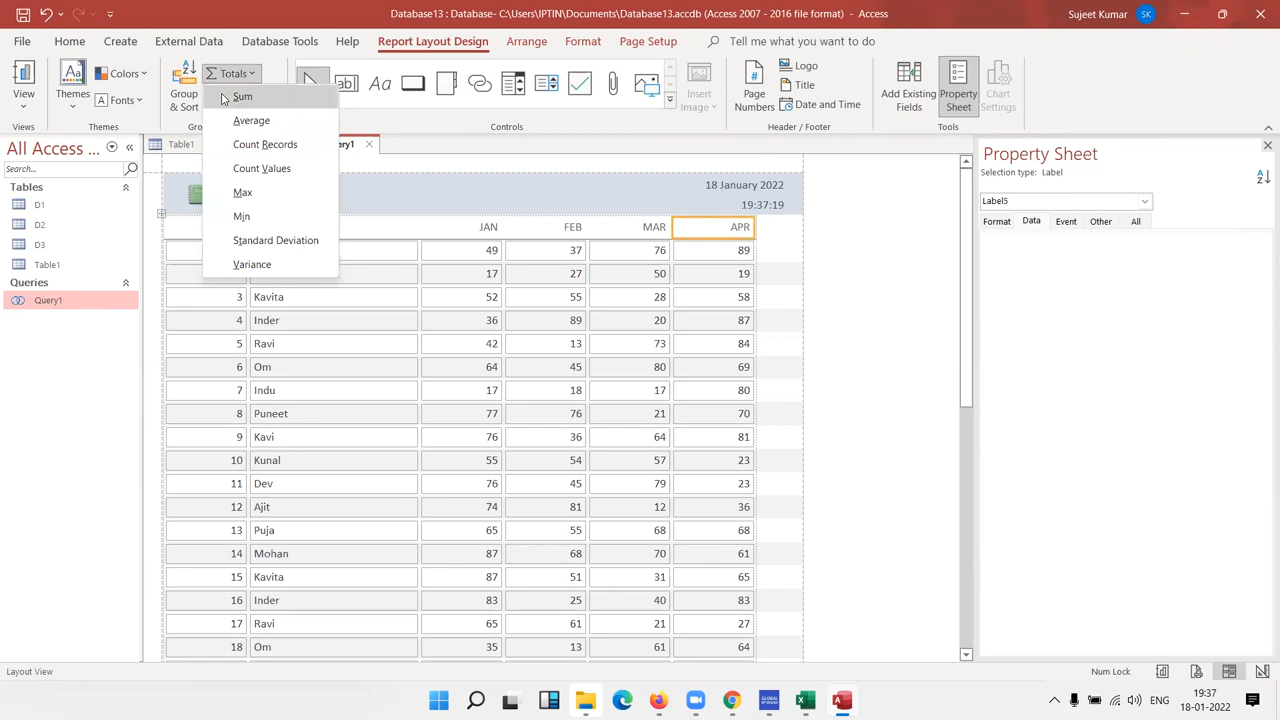 Database13 : Database- C:\Users\IPTIN\Documents\Database13.accdb (Access 2007 - 2016 file format) - Access
Sujeet Kumar
SK
File
Home
Create
External Data
Database Tools
Help
Report Layout Design
Arrange
Format
Page Setup
Tell me what you want to do
View
Views
Themes
Colors
Fonts
Themes
Group
& Sort
Totals
Controls
Insert
Image
Page
Numbers
Logo
Title
Date and Time
Header / Footer
Add Existing
Fields
Property
Sheet
Chart
Settings
Tools
Sum
Average
Count Records
Count Values
Max
Min
Standard Deviation
Variance
All Access ...
Search...
Tables
D1
D2
D3
Table1
Queries
Query1
Table1
18 January 2022
19:37:19
JAN FEB MAR APR
49 37 76 89
17 27 50 19
3 Kavita 52 55 28 58
4 Inder 36 89 20 87
5 Ravi 42 13 73 84
6 Om 64 45 80 69
7 Indu 17 18 17 80
8 Puneet 77 76 21 70
9 Kavi 76 36 64 81
10 Kunal 55 54 57 23
11 Dev 76 45 79 23
12 Ajit 74 81 12 36
13 Puja 65 55 68 68
14 Mohan 87 68 70 61
15 Kavita 87 51 31 65
16 Inder 83 25 40 83
17 Ravi 65 61 21 27
18 Om 35 13 61 64
Property Sheet
Selection type: Label
Label5
Format Data Event Other All
Layout View
Num Lock
ENG
19:37
18-01-2022